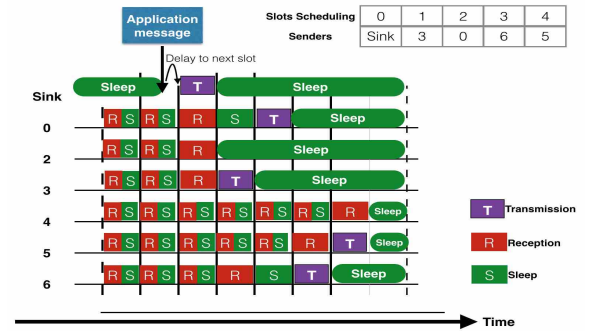 Application
message
Slots Scheduling 0 1 2 3 4
Senders Sink 3 0 6 5
Delay to next slot
Sink Sleep T Sleep
0 R S R S R S T Sleep
2 R S R S R Sleep
3 R S R S R T Sleep
4 R S R S R S R S R S R S R Sleep
5 R S R S R S R S R S R T Sleep
6 R S R S R S R S T Sleep
T Transmission
R Reception
S Sleep
Time